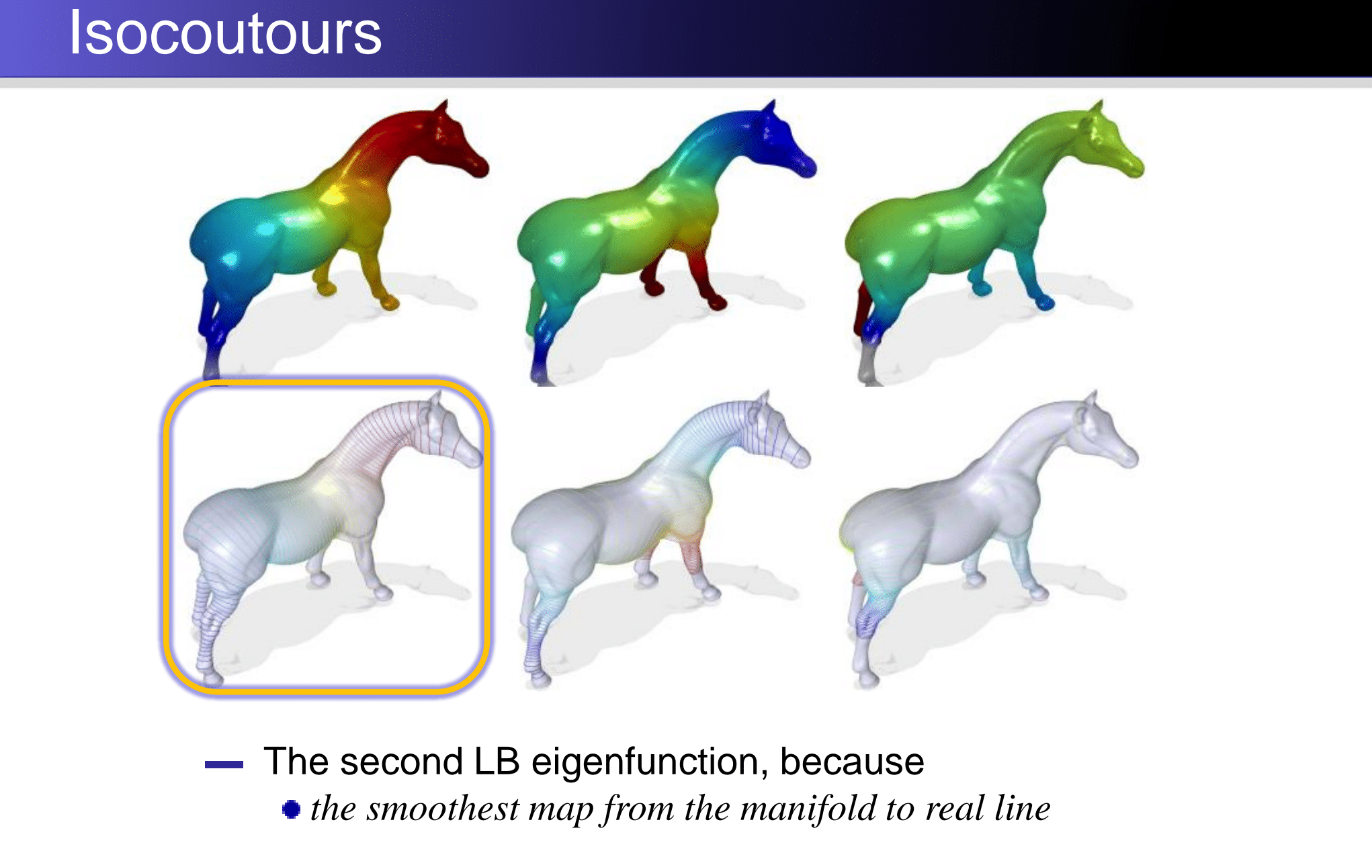 Isocoutours
The second LB eigenfunction, because
the smoothest map from the manifold to real line